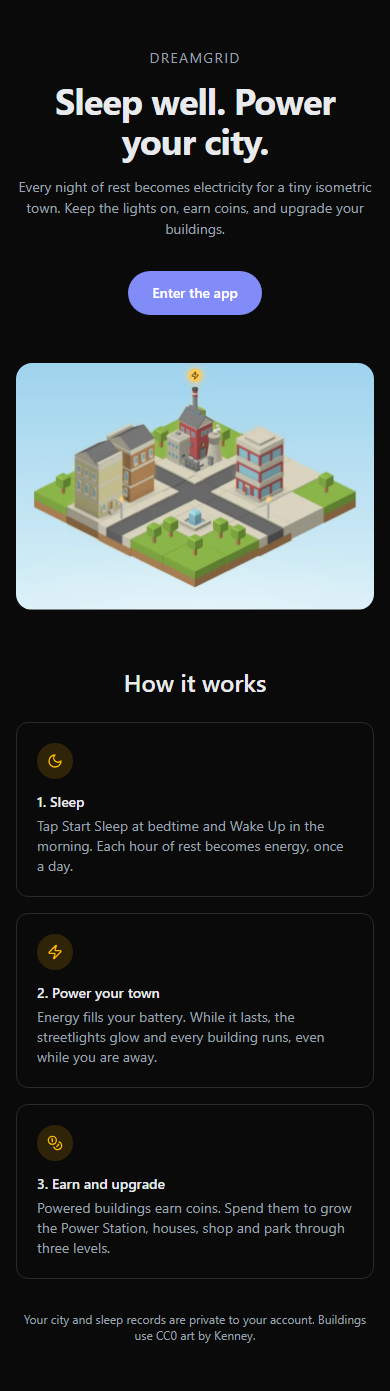 DREAMGRID
Sleep well. Power
your city.
Every night of rest becomes electricity for a tiny isometric
town. Keep the lights on, earn coins, and upgrade your
buildings.
Enter the app
How it works
1. Sleep
Tap Start Sleep at bedtime and Wake Up in the
morning. Each hour of rest becomes energy, once
a day.
2. Power your town
Energy fills your battery. While it lasts, the
streetlights glow and every building runs, even
while you are away.
3. Earn and upgrade
Powered buildings earn coins. Spend them to grow
the Power Station, houses, shop and park through
three levels.
Your city and sleep records are private to your account. Buildings
use CC0 art by Kenney.